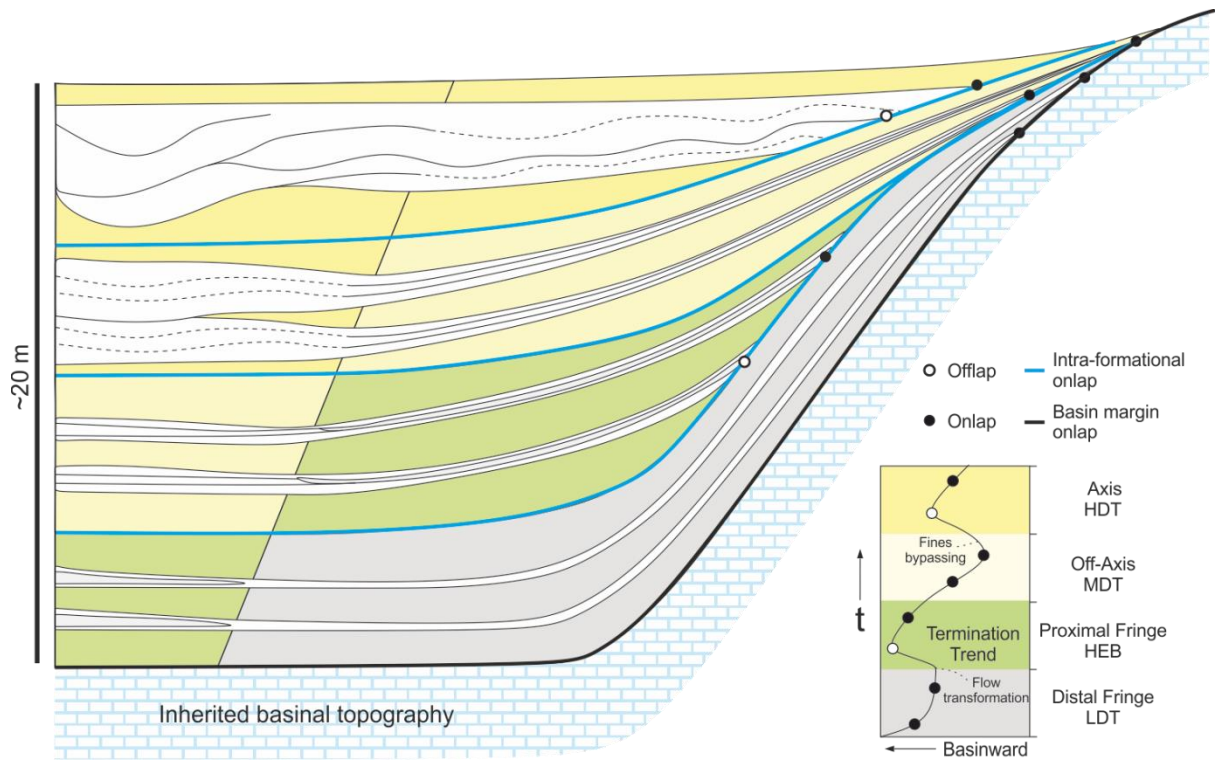 ~20 m
Inherited basinal topography
Offlap
Intra-formational
onlap
Onlap
Basin margin
onlap
t
Fines
bypassing
Termination
Trend
Flow
transformation
Basinward
Axis
HDT
Off-Axis
MDT
Proximal Fringe
HEB
Distal Fringe
LDT